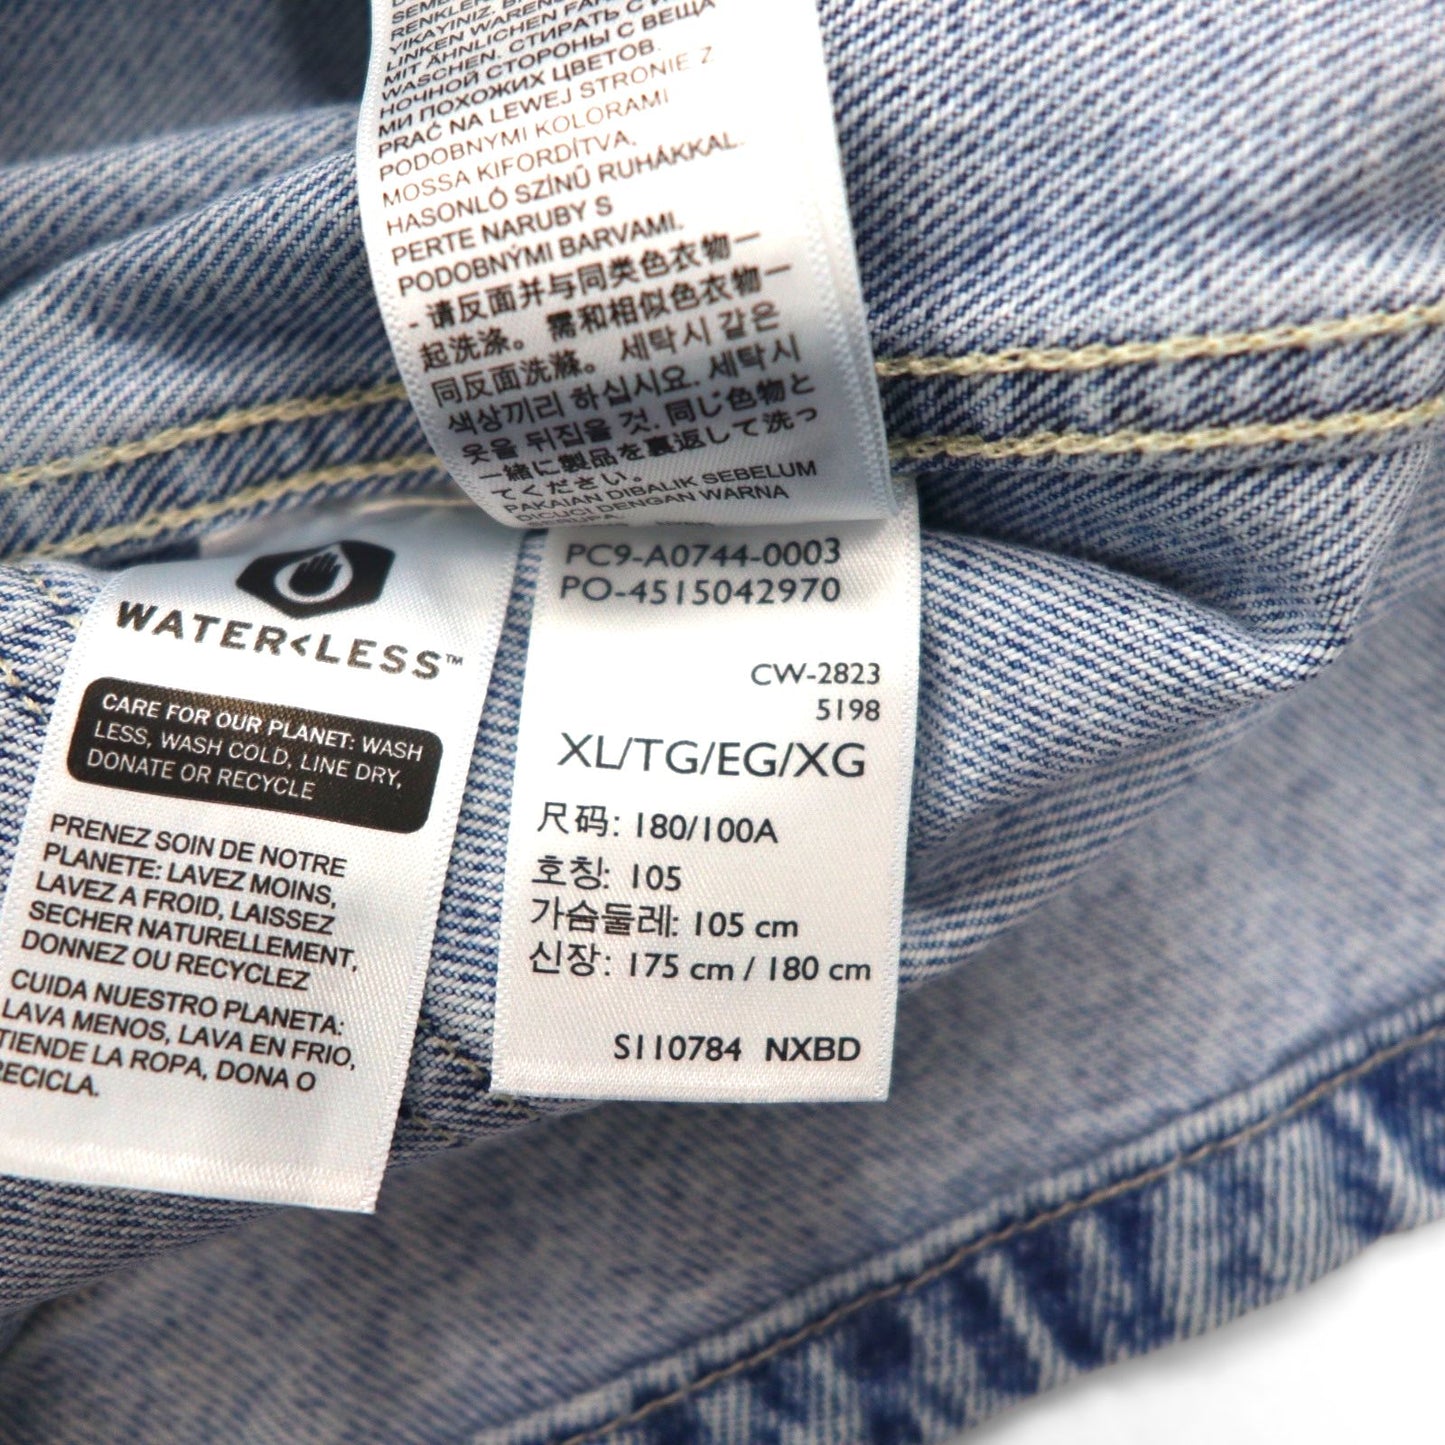 SENKLER
YIKAYINIZ.
LINKEN WAREN
MIT ÄHNLICHEN
WASCHEN. СТИРАТЬ С
НОЧНОЙ СТОРОНЫ С ВЕЩА
МИ ПОХОЖИХ ЦВЕТОВ.
PRAĆ NA LEWEJ STRONIE Z
PODOBNYMI KOLORAMI
MOSSA KIFORDÍTVA,
HASONLÓ SZÍNŰ RUHÁKKAL.
PERTE NARUBY S
PODOBNÝMI BARVAMI.
- 请反面并与同类色衣物一
起洗涤。 需和相似色衣物一
同反面洗滌。 세탁시 같은
색상끼리 하십시요. 세탁시
옷을 뒤집을 것. 同じ色物と
一緒に製品を裏返して洗っ
てください。
PAKAIAN DIBALIK SEBELUM
DICUCI DENGAN WARNA
SERUPA.
WATER<LESS™
CARE FOR OUR PLANET: WASH
LESS, WASH COLD, LINE DRY,
DONATE OR RECYCLE
PRENEZ SOIN DE NOTRE
PLANETE: LAVEZ MOINS,
LAVEZ A FROID, LAISSEZ
SECHER NATURELLEMENT,
DONNEZ OU RECYCLEZ
CUIDA NUESTRO PLANETA:
LAVA MENOS, LAVA EN FRIO,
TIENDE LA ROPA, DONA O
RECICLA.
PC9-A0744-0003
PO-4515042970
CW-2823
5198
XL/TG/EG/XG
尺码: 180/100A
호칭: 105
가슴둘레: 105 cm
신장: 175 cm / 180 cm
S110784 NXBD